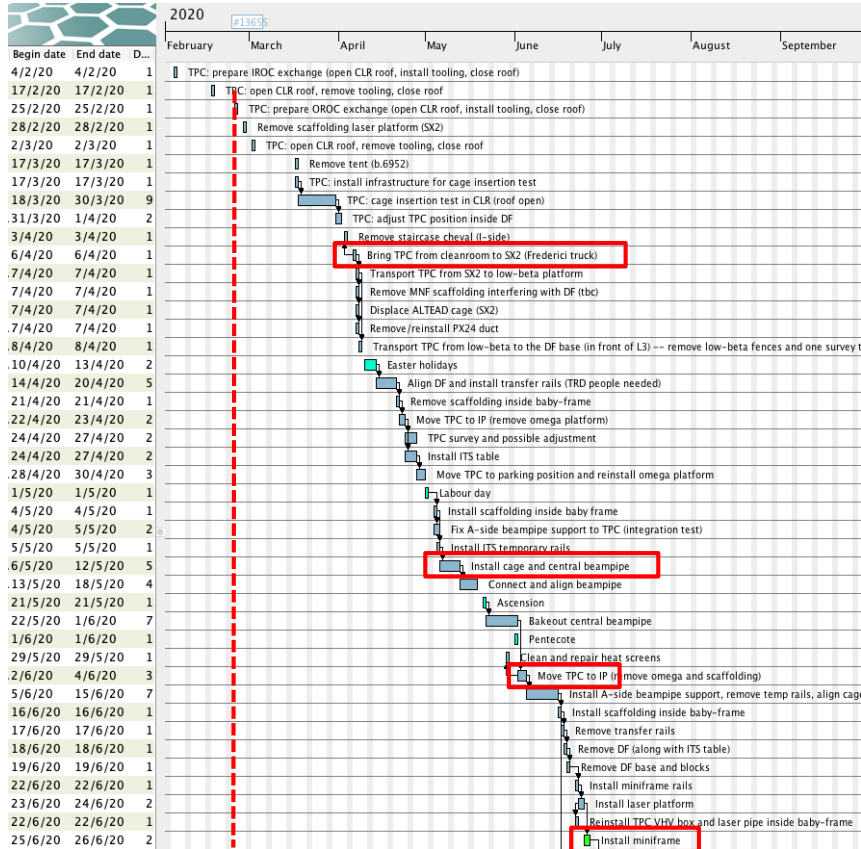 2020
#13655
February March April May June July August September
Begin date End date D...
4/2/20 4/2/20 1 TPC: prepare IROC exchange (open CLR roof, install tooling, close roof)
17/2/20 17/2/20 1 TPC: open CLR roof, remove tooling, close roof
25/2/20 25/2/20 1 TPC: prepare OROC exchange (open CLR roof, install tooling, close roof)
28/2/20 28/2/20 1 Remove scaffolding laser platform (SX2)
2/3/20 2/3/20 1 TPC: open CLR roof, remove tooling, close roof
17/3/20 17/3/20 1 Remove tent (b.6952)
17/3/20 17/3/20 1 TPC: install infrastructure for cage insertion test
18/3/20 30/3/20 9 TPC: cage insertion test in CLR (roof open)
31/3/20 1/4/20 2 TPC: adjust TPC position inside DF
3/4/20 3/4/20 1 Remove staircase cheval (I-side)
6/4/20 6/4/20 1 Bring TPC from cleanroom to SX2 (Frederici truck)
7/4/20 7/4/20 1 Transport TPC from SX2 to low-beta platform
7/4/20 7/4/20 1 Remove MNF scaffolding interfering with DF (tbc)
7/4/20 7/4/20 1 Displace ALTEAD cage (SX2)
7/4/20 7/4/20 1 Remove/reinstall PX24 duct
8/4/20 8/4/20 1 Transport TPC from low-beta to the DF base (in front of L3) -- remove low-beta fences and one survey t
10/4/20 13/4/20 2 Easter holidays
14/4/20 20/4/20 5 Align DF and install transfer rails (TRD people needed)
21/4/20 21/4/20 1 Remove scaffolding inside baby-frame
22/4/20 23/4/20 2 Move TPC to IP (remove omega platform)
24/4/20 27/4/20 2 TPC survey and possible adjustment
24/4/20 27/4/20 2 Install ITS table
28/4/20 30/4/20 3 Move TPC to parking position and reinstall omega platform
1/5/20 1/5/20 1 Labour day
4/5/20 4/5/20 1 Install scaffolding inside baby frame
4/5/20 5/5/20 2 Fix A-side beampipe support to TPC (integration test)
5/5/20 5/5/20 1 Install ITS temporary rails
6/5/20 12/5/20 5 Install cage and central beampipe
13/5/20 18/5/20 4 Connect and align beampipe
21/5/20 21/5/20 1 Ascension
22/5/20 1/6/20 7 Bakeout central beampipe
1/6/20 1/6/20 1 Pentecote
29/5/20 29/5/20 1 Clean and repair heat screens
2/6/20 4/6/20 3 Move TPC to IP (remove omega and scaffolding)
5/6/20 15/6/20 7 Install A-side beampipe support, remove temp rails, align cage
16/6/20 16/6/20 1 Install scaffolding inside baby-frame
17/6/20 17/6/20 1 Remove transfer rails
18/6/20 18/6/20 1 Remove DF (along with ITS table)
19/6/20 19/6/20 1 Remove DF base and blocks
22/6/20 22/6/20 1 Install miniframe rails
23/6/20 24/6/20 2 Install laser platform
22/6/20 22/6/20 1 Reinstall TPC VHV box and laser pipe inside baby-frame
25/6/20 26/6/20 2 Install miniframe